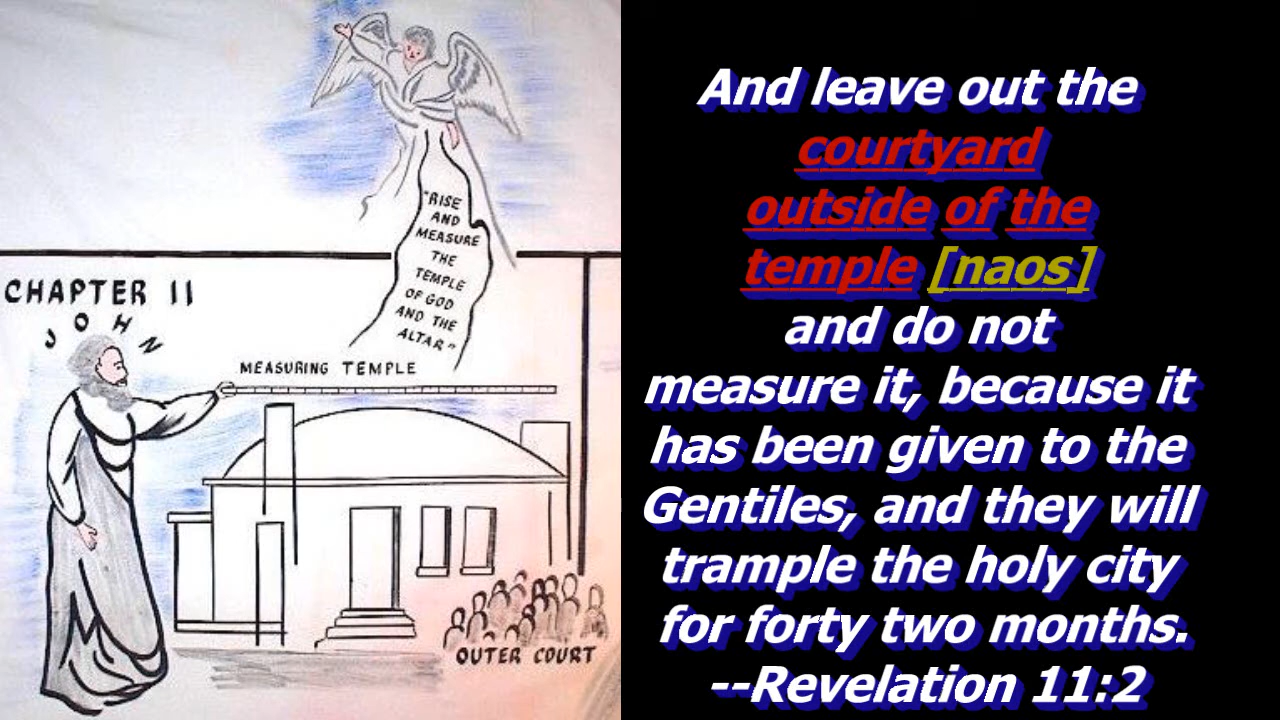 "RISE
AND
MEASURE
THE
TEMPLE
OF GOD
AND THE
ALTAR"
CHAPTER 11
JOHN
MEASURING TEMPLE
OUTER COURT
And leave out the
courtyard
outside of the
temple [naos]
and do not
measure it, because it
has been given to the
Gentiles, and they will
trample the holy city
for forty two months.
--Revelation 11:2